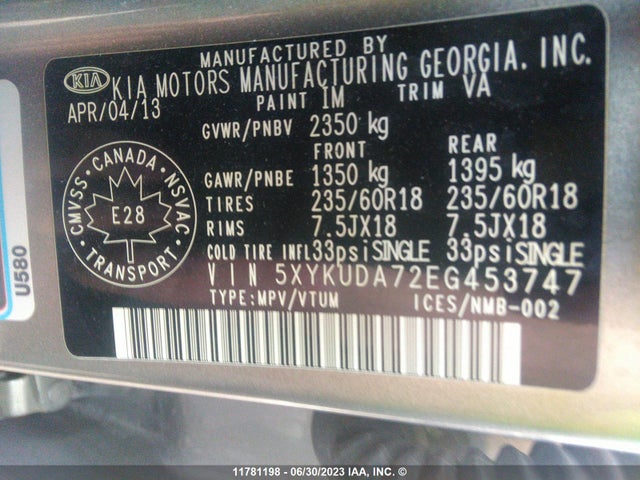 MANUFACTURED BY
KIA KIA MOTORS MANUFACTURING GEORGIA. INC.
APR/04/13 PAINT 1M TRIM VA
GVWR/PNBV 2350 kg
FRONT REAR
GAWR/PNBE 1350 kg 1395 kg
TIRES 235/60R18 235/60R18
RIMS 7.5JX18 7.5JX18
COLD TIRE INFL 33psi SINGLE 33psi SINGLE
VIN 5XYKUDA72EG453747
TYPE:MPV/VTUM ICES/NMB-002
CMVSS • CANADA • NSVAC
E28
TRANSPORT
U580
11781198 - 06/30/2023 IAA, INC. ©